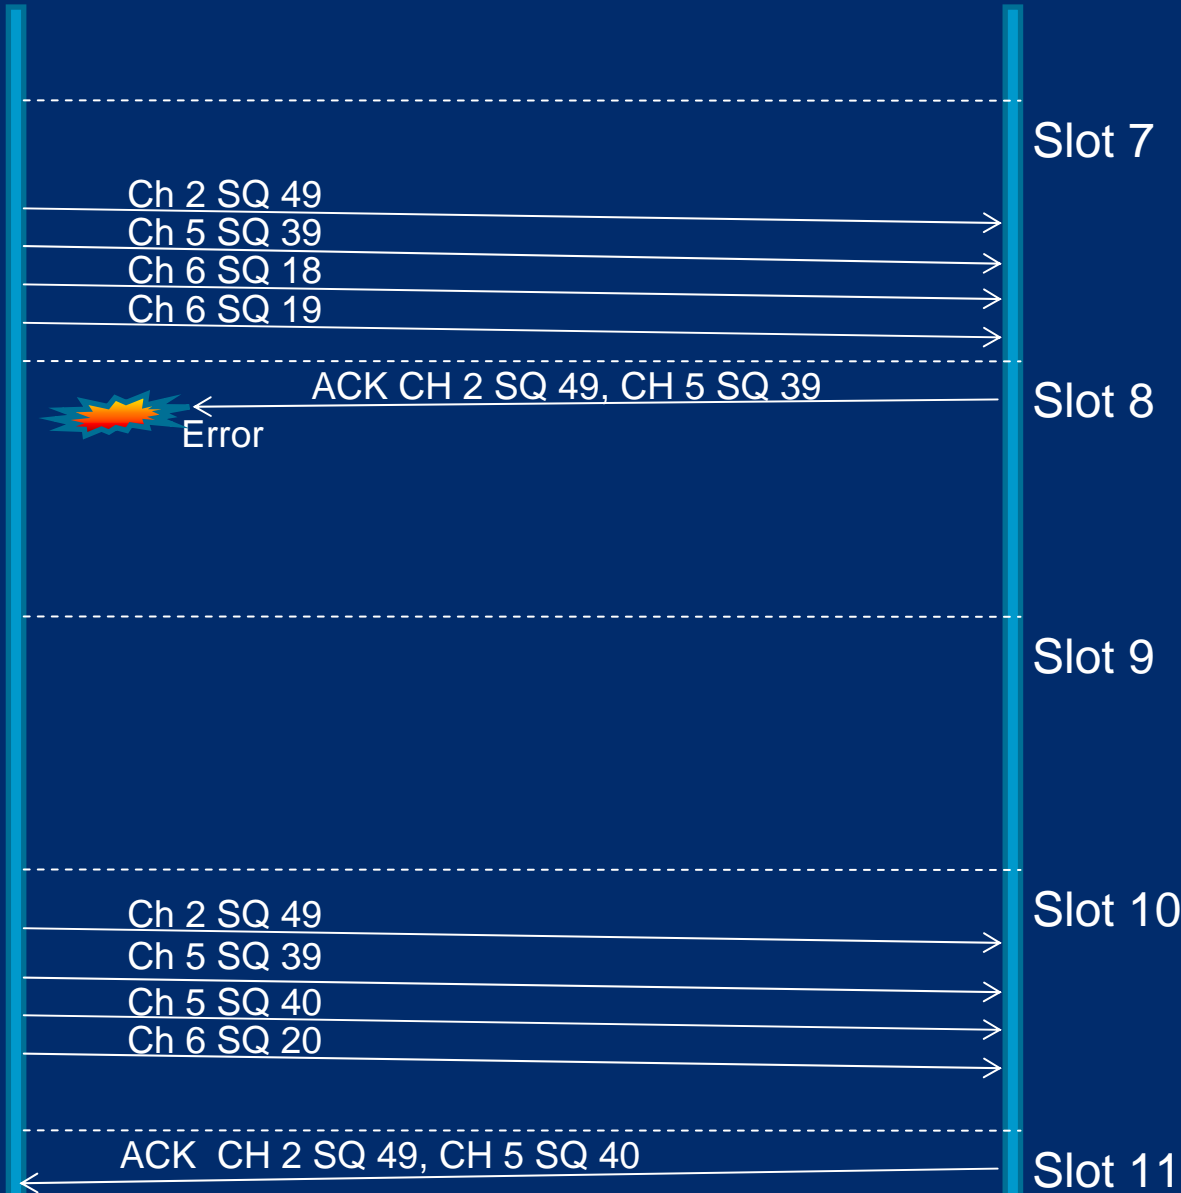 Slot 7
Ch 2 SQ 49
Ch 5 SQ 39
Ch 6 SQ 18
Ch 6 SQ 19
ACK CH 2 SQ 49, CH 5 SQ 39
Slot 8
Error
Slot 9
Slot 10
Ch 2 SQ 49
Ch 5 SQ 39
Ch 5 SQ 40
Ch 6 SQ 20
ACK  CH 2 SQ 49, CH 5 SQ 40
Slot 11